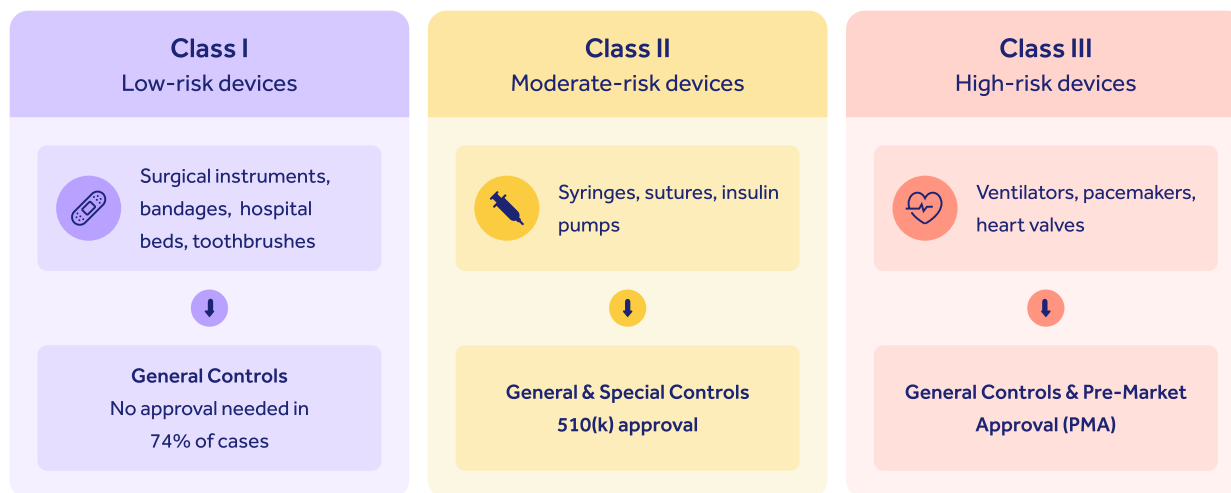 Class I
Low-risk devices
Surgical instruments,
bandages, hospital
beds, toothbrushes
General Controls
No approval needed in
74% of cases
Class II
Moderate-risk devices
Syringes, sutures, insulin
pumps
General & Special Controls
510(k) approval
Class III
High-risk devices
Ventilators, pacemakers,
heart valves
General Controls & Pre-Market
Approval (PMA)